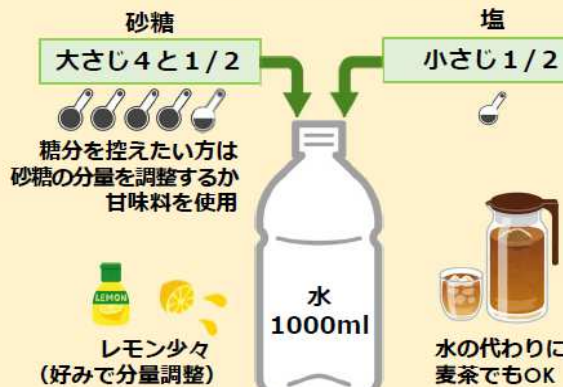 砂糖
大さじ4と1/2
糖分を控えたい方は
砂糖の分量を調整するか
甘味料を使用
塩
小さじ1/2
水
1000ml
LEMON
レモン少々
（好みで分量調整）
水の代わりに
麦茶でもOK